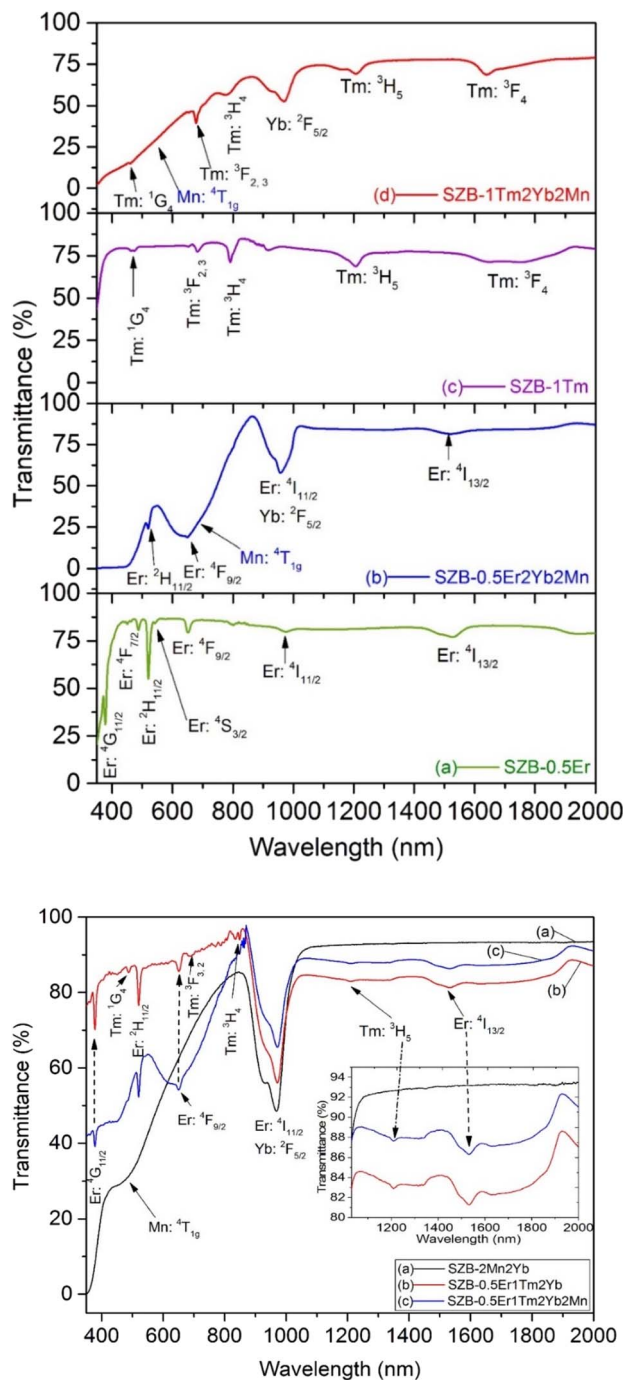 100
75
50
25
0
Tm: ¹G₄
Mn: ⁴T₁g
Tm: ³F₂, ₃
Tm: ³H₄
Yb: ²F₅/₂
Tm: ³H₅
Tm: ³F₄
(d) SZB-1Tm2Yb2Mn
100
75
50
25
0
Tm: ¹G₄
Tm: ³F₂, ₃
Tm: ³H₄
Tm: ³H₅
Tm: ³F₄
(c) SZB-1Tm
Transmittance (%)
100
75
50
25
0
Er: ²H₁₁/₂
Er: ⁴F₉/₂
Mn: ⁴T₁g
Er: ⁴I₁₁/₂
Yb: ²F₅/₂
Er: ⁴I₁₃/₂
(b) SZB-0.5Er2Yb2Mn
100
75
50
25
0
Er: ⁴G₁₁/₂
Er: ⁴F₇/₂
Er: ²H₁₁/₂
Er: ⁴S₃/₂
Er: ⁴F₉/₂
Er: ⁴I₁₁/₂
Er: ⁴I₁₃/₂
(a) SZB-0.5Er
400 600 800 1000 1200 1400 1600 1800 2000
Wavelength (nm)
Transmittance (%)
100
80
60
40
20
0
Er: ⁴G₁₁/₂
Tm: ¹G₄
Er: ²H₁₁/₂
Tm: ³F₃,₂
Tm: ³H₄
Er: ⁴F₉/₂
Mn: ⁴T₁g
Er: ⁴I₁₁/₂
Yb: ²F₅/₂
(a)
(c)
(b)
Tm: ³H₅
Er: ⁴I₁₃/₂
Transmittance (%)
94
92
90
88
86
84
82
80
1200 1400 1600 1800 2000
Wavelength (nm)
(a) SZB-2Mn2Yb
(b) SZB-0.5Er1Tm2Yb
(c) SZB-0.5Er1Tm2Yb2Mn
400 600 800 1000 1200 1400 1600 1800 2000
Wavelength (nm)